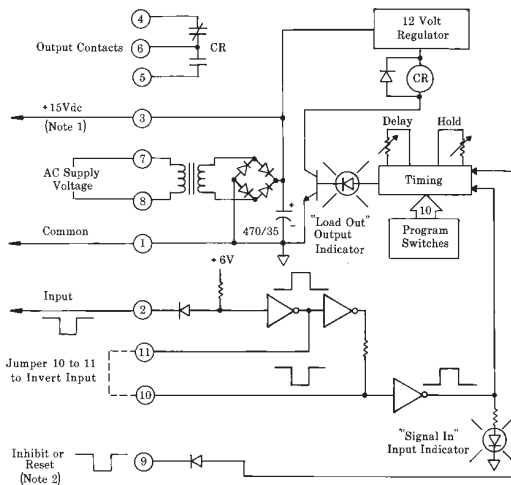 4
Output Contacts
6
CR
5
12 Volt
Regulator
CR
+15Vdc
3
(Note 1)
Delay
Hold
7
AC Supply
Voltage
8
Timing
+
-
470/35
10
"Load Out"
Output
Indicator
Program
Switches
Common
1
+ 6V
Input
2
11
Jumper 10 to 11
to Invert Input
10
"Signal In"
Input Indicator
Inhibit or
Reset
(Note 2)
9